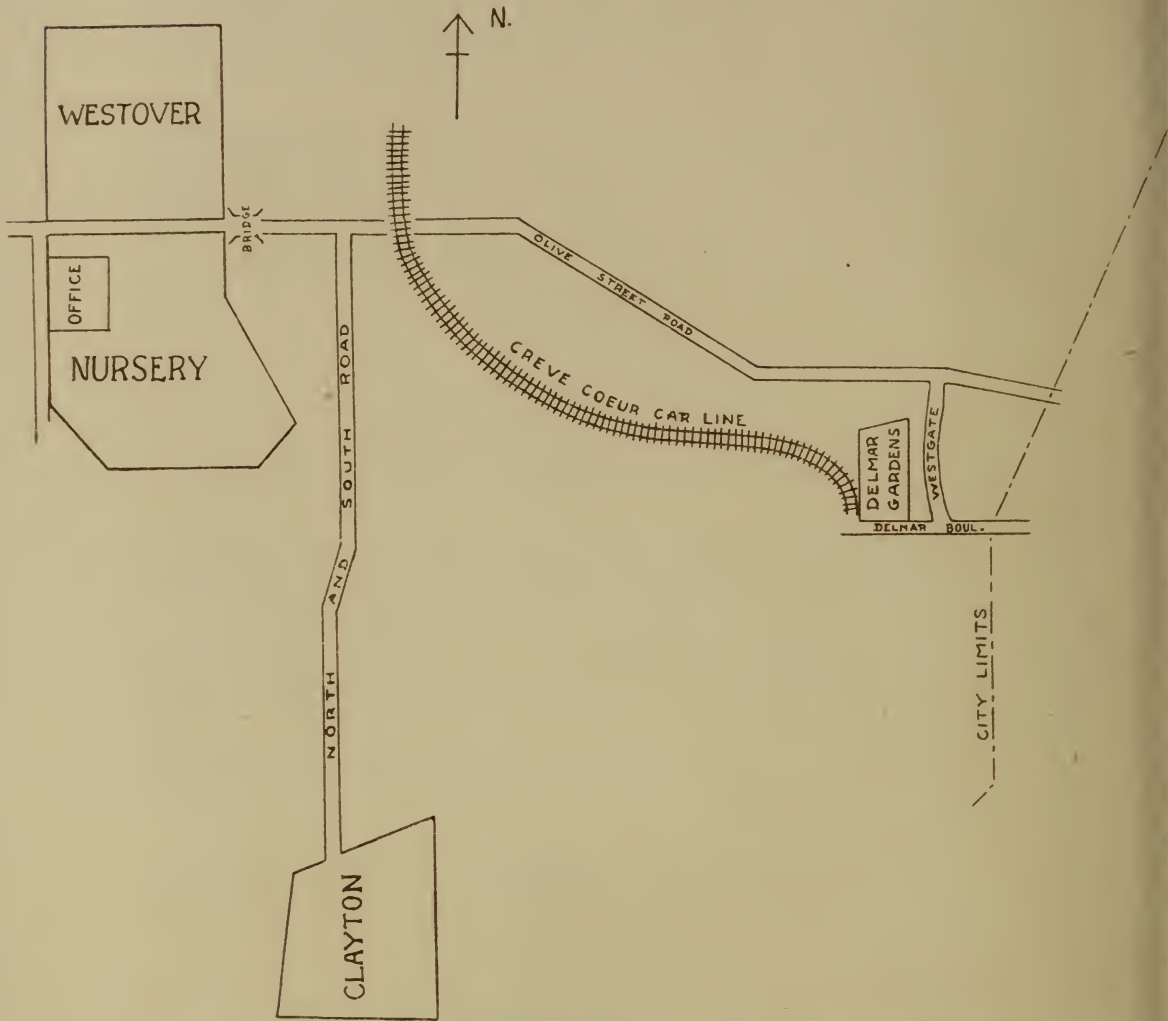 N.
WESTOVER
BRIDGE
OFFICE
NURSERY
OLIVE STREET ROAD
CREVE COEUR CAR LINE
NORTH AND SOUTH ROAD
DELMAR
GARDENS
WESTGATE
DELMAR BOUL.
CITY LIMITS
CLAYTON